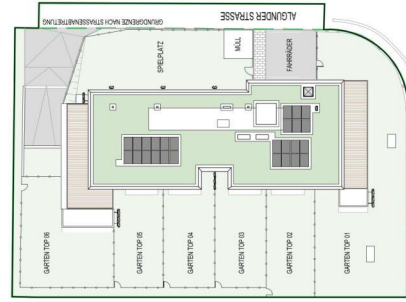 ALGUNDER STRASSE
GRUNDGRENZE NACH STRASSENABTRETUNG
SPIELPLATZ
MÜLL
FAHRRÄDER
GARTEN TOP 06
GARTEN TOP 05
GARTEN TOP 04
GARTEN TOP 03
GARTEN TOP 02
GARTEN TOP 01